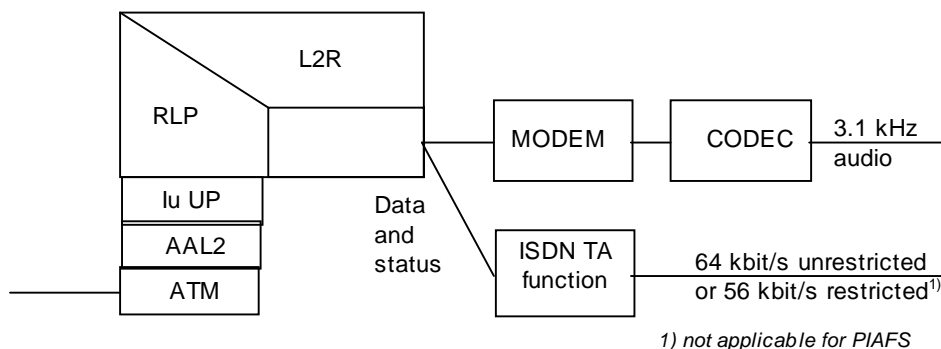 L2R
RLP
MODEM
CODEC
3.1 kHz
audio
Iu UP
AAL2
ATM
Data
and
status
ISDN TA
function
64 kbit/s unrestricted
or 56 kbit/s restricted1)
1) not applicable for PIAFS